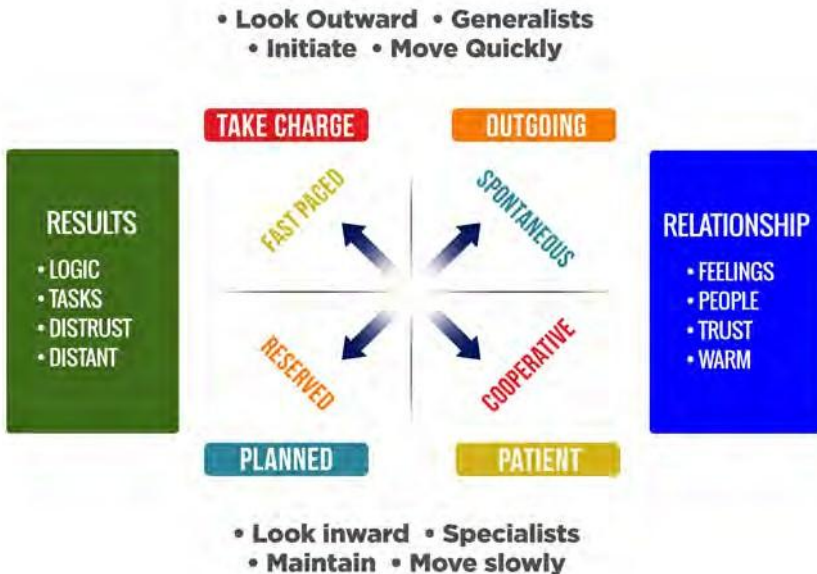 • Look Outward • Generalists
• Initiate • Move Quickly
TAKE CHARGE
OUTGOING
RESULTS
• LOGIC
• TASKS
• DISTRUST
• DISTANT
FAST PACED
SPONTANEOUS
RELATIONSHIP
• FEELINGS
• PEOPLE
• TRUST
• WARM
RESERVED
COOPERATIVE
PLANNED
PATIENT
• Look inward • Specialists
• Maintain • Move slowly